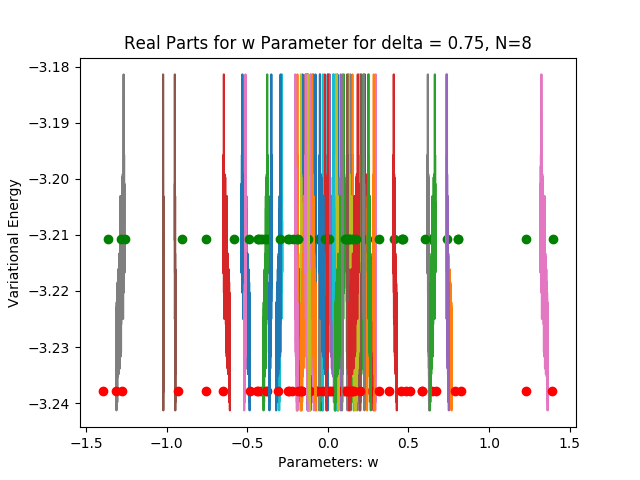 Real Parts for w Parameter for delta = 0.75, N=8
Variational Energy
−3.18
−3.19
−3.20
−3.21
−3.22
−3.23
−3.24
−1.5 −1.0 −0.5 0.0 0.5 1.0 1.5
Parameters: w